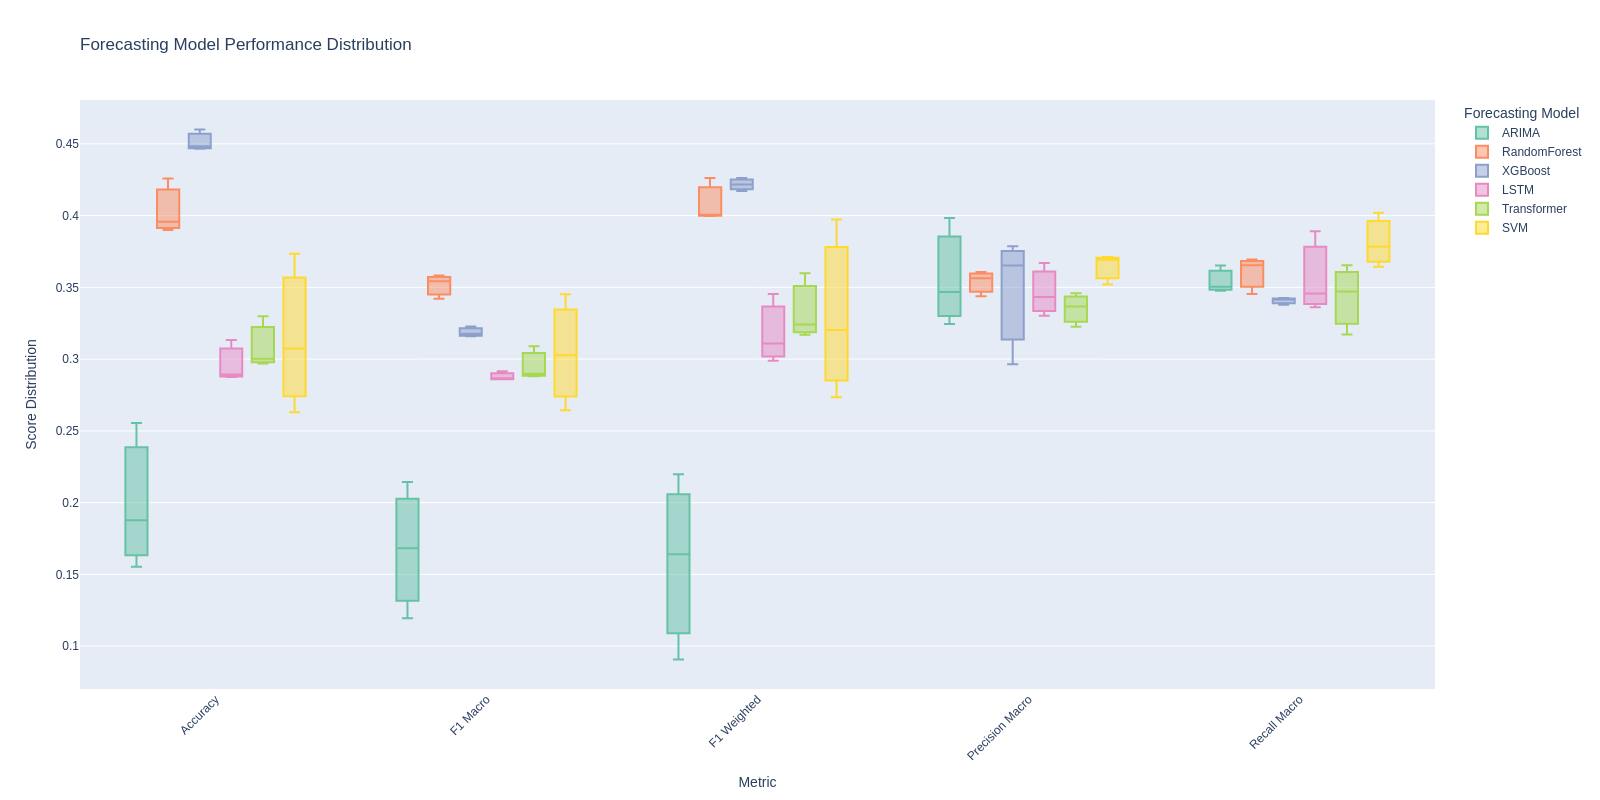 Forecasting Model Performance Distribution
Forecasting Model
ARIMA
RandomForest
XGBoost
LSTM
Transformer
SVM
Score Distribution
0.45
0.4
0.35
0.3
0.25
0.2
0.15
0.1
Accuracy
F1 Macro
F1 Weighted
Precision Macro
Recall Macro
Metric